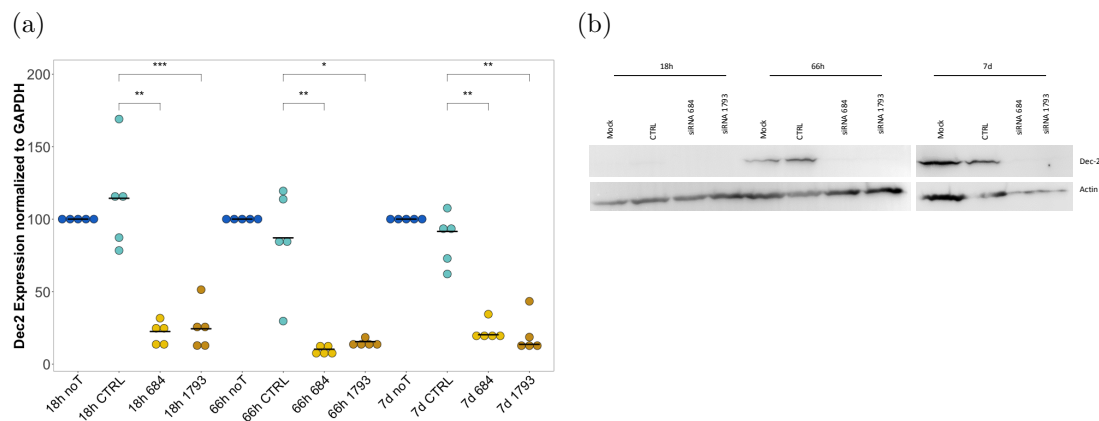 (a)
Dec2 Expression normalized to GAPDH
200
150
100
50
0
***
**
*
**
**
**
18h noT
18h CTRL
18h 684
18h 1793
66h noT
66h CTRL
66h 684
66h 1793
7d noT
7d CTRL
7d 684
7d 1793
(b)
18h
66h
7d
Mock
CTRL
siRNA 684
siRNA 1793
Mock
CTRL
siRNA 684
siRNA 1793
Mock
CTRL
siRNA 684
siRNA 1793
Dec-2
Actin